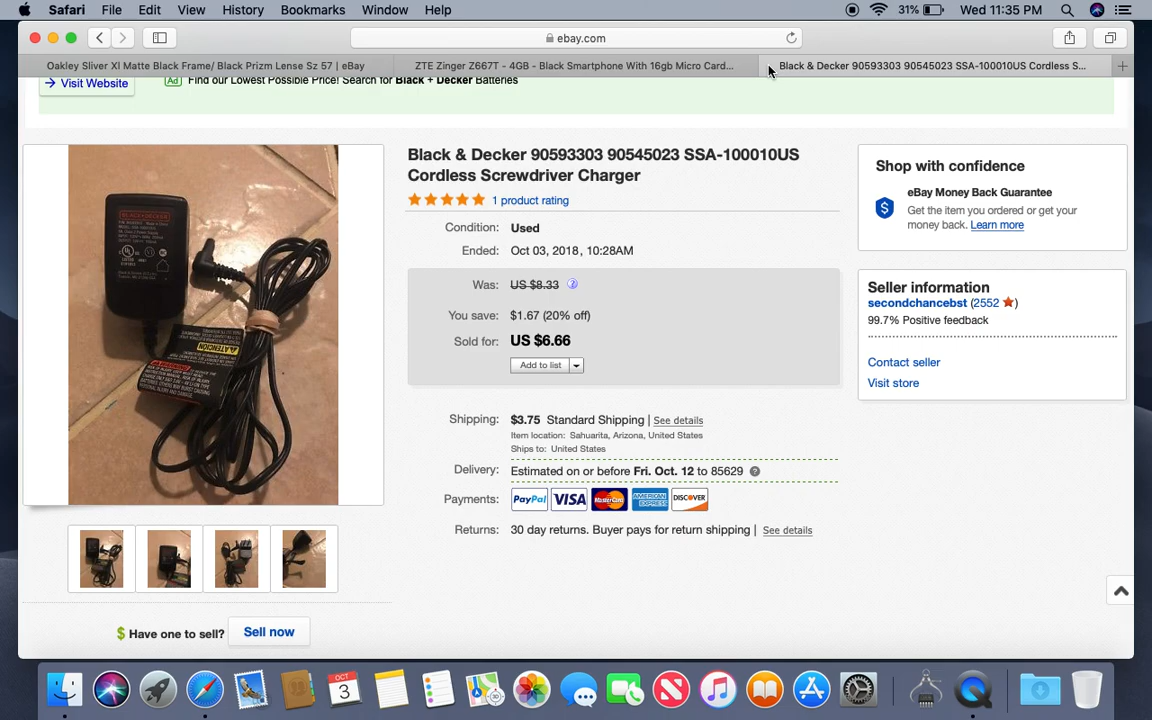 Safari File Edit View History Bookmarks Window Help 31% Wed 11:35 PM
ebay.com
Oakley Sliver Xl Matte Black Frame/ Black Prizm Lense Sz 57 | eBay
ZTE Zinger Z667T - 4GB - Black Smartphone With 16gb Micro Card...
Black & Decker 90593303 90545023 SSA-100010US Cordless S...
→ Visit Website
Ad Find our Lowest Possible Price! Search for Black + Decker Batteries
Black & Decker 90593303 90545023 SSA-100010US
Cordless Screwdriver Charger
1 product rating
Condition: Used
Ended: Oct 03, 2018, 10:28AM
Was: US $8.33 ?
You save: $1.67 (20% off)
Sold for: US $6.66
Add to list
Shipping: $3.75 Standard Shipping | See details
Item location: Sahuarita, Arizona, United States
Ships to: United States
Delivery: Estimated on or before Fri. Oct. 12 to 85629 ?
Payments: PayPal VISA MasterCard AMERICAN EXPRESS DISCOVER
Returns: 30 day returns. Buyer pays for return shipping | See details
Shop with confidence
eBay Money Back Guarantee
Get the item you ordered or get your
money back. Learn more
Seller information
secondchancebst (2552 )
99.7% Positive feedback
Contact seller
Visit store
BLACK&DECKER
ATENCIÓN
$ Have one to sell? Sell now
OCT
3